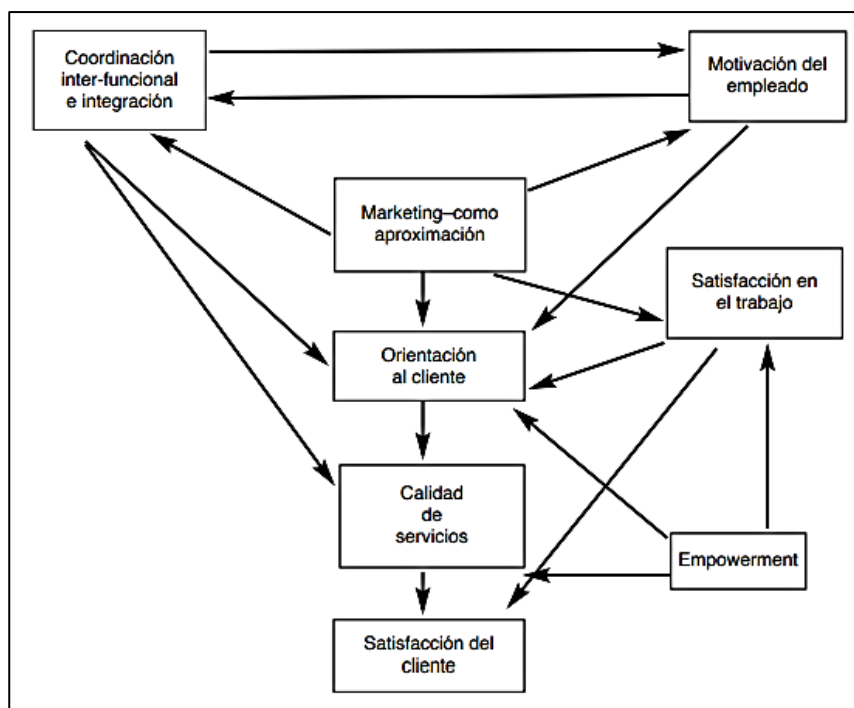 Coordinación
inter-funcional
e integración
Motivación del
empleado
Marketing–como
aproximación
Satisfacción en
el trabajo
Orientación
al cliente
Calidad
de
servicios
Empowerment
Satisfacción del
cliente